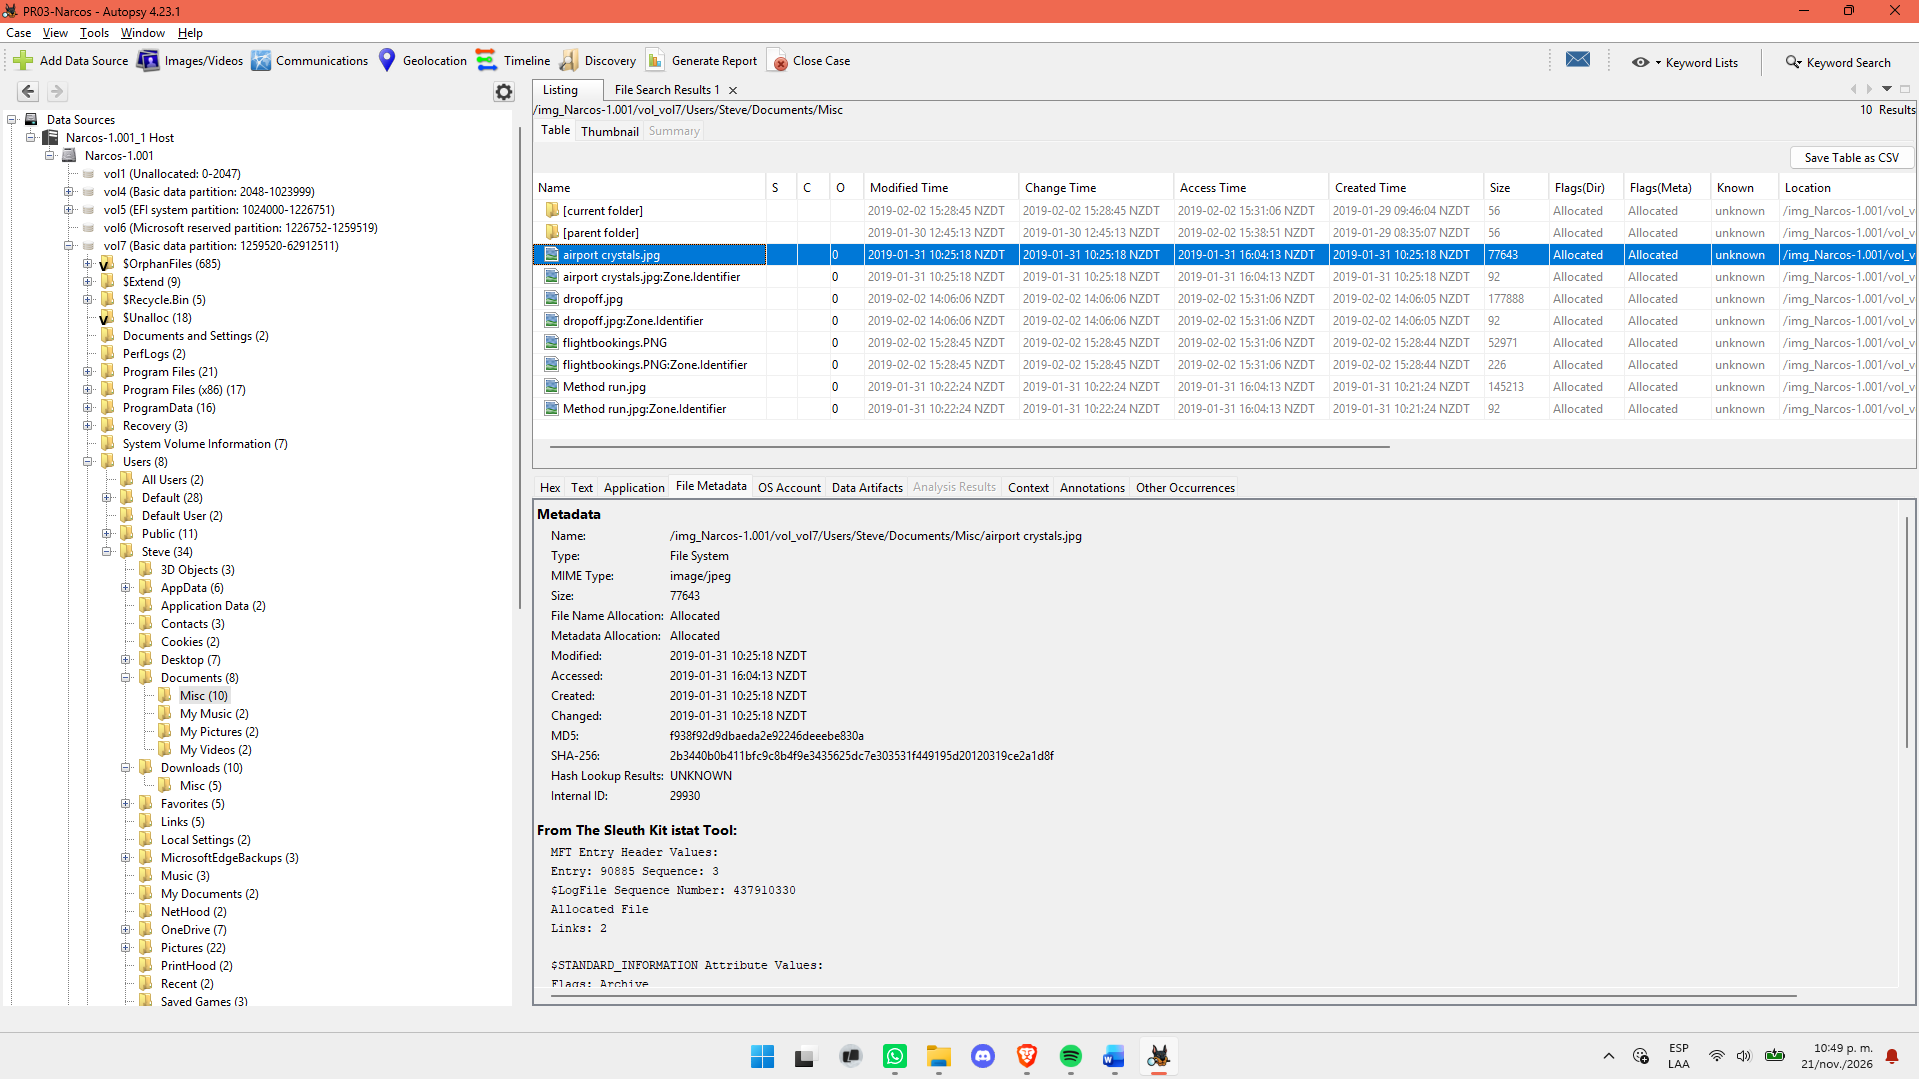 PR03-Narcos - Autopsy 4.23.1
Case View Tools Window Help
Add Data Source Images/Videos Communications Geolocation Timeline Discovery Generate Report Close Case Keyword Lists Keyword Search
Data Sources
Narcos-1.001_1 Host
Narcos-1.001
vol1 (Unallocated: 0-2047)
vol4 (Basic data partition: 2048-1023999)
vol5 (EFI system partition: 1024000-1226751)
vol6 (Microsoft reserved partition: 1226752-1259519)
vol7 (Basic data partition: 1259520-62912511)
$OrphanFiles (685)
$Extend (9)
$Recycle.Bin (5)
$Unalloc (18)
Documents and Settings (2)
PerfLogs (2)
Program Files (21)
Program Files (x86) (17)
ProgramData (16)
Recovery (3)
System Volume Information (7)
Users (8)
All Users (2)
Default (28)
Default User (2)
Public (11)
Steve (34)
3D Objects (3)
AppData (6)
Application Data (2)
Contacts (3)
Cookies (2)
Desktop (7)
Documents (8)
Misc (10)
My Music (2)
My Pictures (2)
My Videos (2)
Downloads (10)
Misc (5)
Favorites (5)
Links (5)
Local Settings (2)
MicrosoftEdgeBackups (3)
Music (3)
My Documents (2)
NetHood (2)
OneDrive (7)
Pictures (22)
PrintHood (2)
Recent (2)
Saved Games (3)
Listing File Search Results 1
/img_Narcos-1.001/vol_vol7/Users/Steve/Documents/Misc 10 Results
Table Thumbnail Summary
Save Table as CSV
Name S C O Modified Time Change Time Access Time Created Time Size Flags(Dir) Flags(Meta) Known Location
[current folder] 2019-02-02 15:28:45 NZDT 2019-02-02 15:28:45 NZDT 2019-02-02 15:31:06 NZDT 2019-01-29 09:46:04 NZDT 56 Allocated Allocated unknown /img_Narcos-1.001/vol_v
[parent folder] 2019-01-30 12:45:13 NZDT 2019-01-30 12:45:13 NZDT 2019-02-02 15:38:51 NZDT 2019-01-29 08:35:07 NZDT 56 Allocated Allocated unknown /img_Narcos-1.001/vol_v
airport crystals.jpg 0 2019-01-31 10:25:18 NZDT 2019-01-31 10:25:18 NZDT 2019-01-31 16:04:13 NZDT 2019-01-31 10:25:18 NZDT 77643 Allocated Allocated unknown /img_Narcos-1.001/vol_v
airport crystals.jpg:Zone.Identifier 0 2019-01-31 10:25:18 NZDT 2019-01-31 10:25:18 NZDT 2019-01-31 16:04:13 NZDT 2019-01-31 10:25:18 NZDT 92 Allocated Allocated unknown /img_Narcos-1.001/vol_v
dropoff.jpg 0 2019-02-02 14:06:06 NZDT 2019-02-02 14:06:06 NZDT 2019-02-02 15:31:06 NZDT 2019-02-02 14:06:05 NZDT 177888 Allocated Allocated unknown /img_Narcos-1.001/vol_v
dropoff.jpg:Zone.Identifier 0 2019-02-02 14:06:06 NZDT 2019-02-02 14:06:06 NZDT 2019-02-02 15:31:06 NZDT 2019-02-02 14:06:05 NZDT 92 Allocated Allocated unknown /img_Narcos-1.001/vol_v
flightbookings.PNG 0 2019-02-02 15:28:45 NZDT 2019-02-02 15:28:45 NZDT 2019-02-02 15:31:06 NZDT 2019-02-02 15:28:44 NZDT 52971 Allocated Allocated unknown /img_Narcos-1.001/vol_v
flightbookings.PNG:Zone.Identifier 0 2019-02-02 15:28:45 NZDT 2019-02-02 15:28:45 NZDT 2019-02-02 15:31:06 NZDT 2019-02-02 15:28:44 NZDT 226 Allocated Allocated unknown /img_Narcos-1.001/vol_v
Method run.jpg 0 2019-01-31 10:22:24 NZDT 2019-01-31 10:22:24 NZDT 2019-01-31 16:04:13 NZDT 2019-01-31 10:21:24 NZDT 145213 Allocated Allocated unknown /img_Narcos-1.001/vol_v
Method run.jpg:Zone.Identifier 0 2019-01-31 10:22:24 NZDT 2019-01-31 10:22:24 NZDT 2019-01-31 16:04:13 NZDT 2019-01-31 10:21:24 NZDT 92 Allocated Allocated unknown /img_Narcos-1.001/vol_v
Hex Text Application File Metadata OS Account Data Artifacts Analysis Results Context Annotations Other Occurrences
Metadata
Name: /img_Narcos-1.001/vol_vol7/Users/Steve/Documents/Misc/airport crystals.jpg
Type: File System
MIME Type: image/jpeg
Size: 77643
File Name Allocation: Allocated
Metadata Allocation: Allocated
Modified: 2019-01-31 10:25:18 NZDT
Accessed: 2019-01-31 16:04:13 NZDT
Created: 2019-01-31 10:25:18 NZDT
Changed: 2019-01-31 10:25:18 NZDT
MD5: f938f92d9dbaeda2e92246deeebe830a
SHA-256: 2b3440b0b411bfc9c8b4f9e3435625dc7e303531f449195d20120319ce2a1d8f
Hash Lookup Results: UNKNOWN
Internal ID: 29930
From The Sleuth Kit istat Tool:
MFT Entry Header Values:
Entry: 90885 Sequence: 3
$LogFile Sequence Number: 437910330
Allocated File
Links: 2
$STANDARD_INFORMATION Attribute Values:
Flags: Archive
ESP
LAA
10:49 p. m.
21/nov./2026